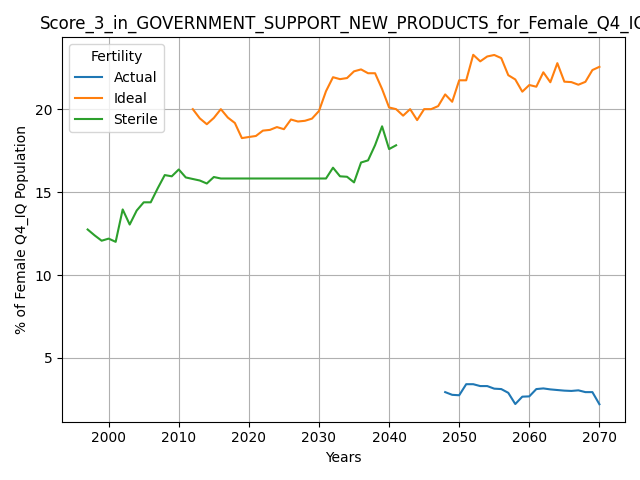 Score_3_in_GOVERNMENT_SUPPORT_NEW_PRODUCTS_for_Female_Q4_IQ
Fertility
Actual
Ideal
Sterile
% of Female Q4_IQ Population
20
15
10
5
2000 2010 2020 2030 2040 2050 2060 2070
Years